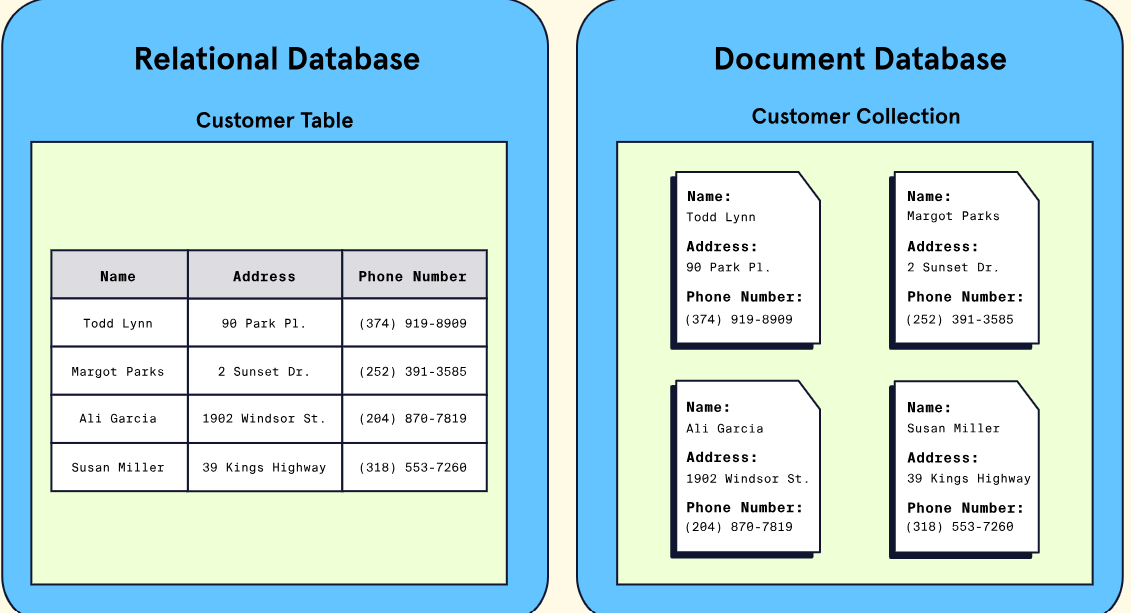 Relational Database
Customer Table
Name Address Phone Number
Todd Lynn 90 Park Pl. (374) 919-8909
Margot Parks 2 Sunset Dr. (252) 391-3585
Ali Garcia 1902 Windsor St. (204) 870-7819
Susan Miller 39 Kings Highway (318) 553-7260
Document Database
Customer Collection
Name:
Todd Lynn
Address:
90 Park Pl.
Phone Number:
(374) 919-8909
Name:
Margot Parks
Address:
2 Sunset Dr.
Phone Number:
(252) 391-3585
Name:
Ali Garcia
Address:
1902 Windsor St.
Phone Number:
(204) 870-7819
Name:
Susan Miller
Address:
39 Kings Highway
Phone Number:
(318) 553-7260